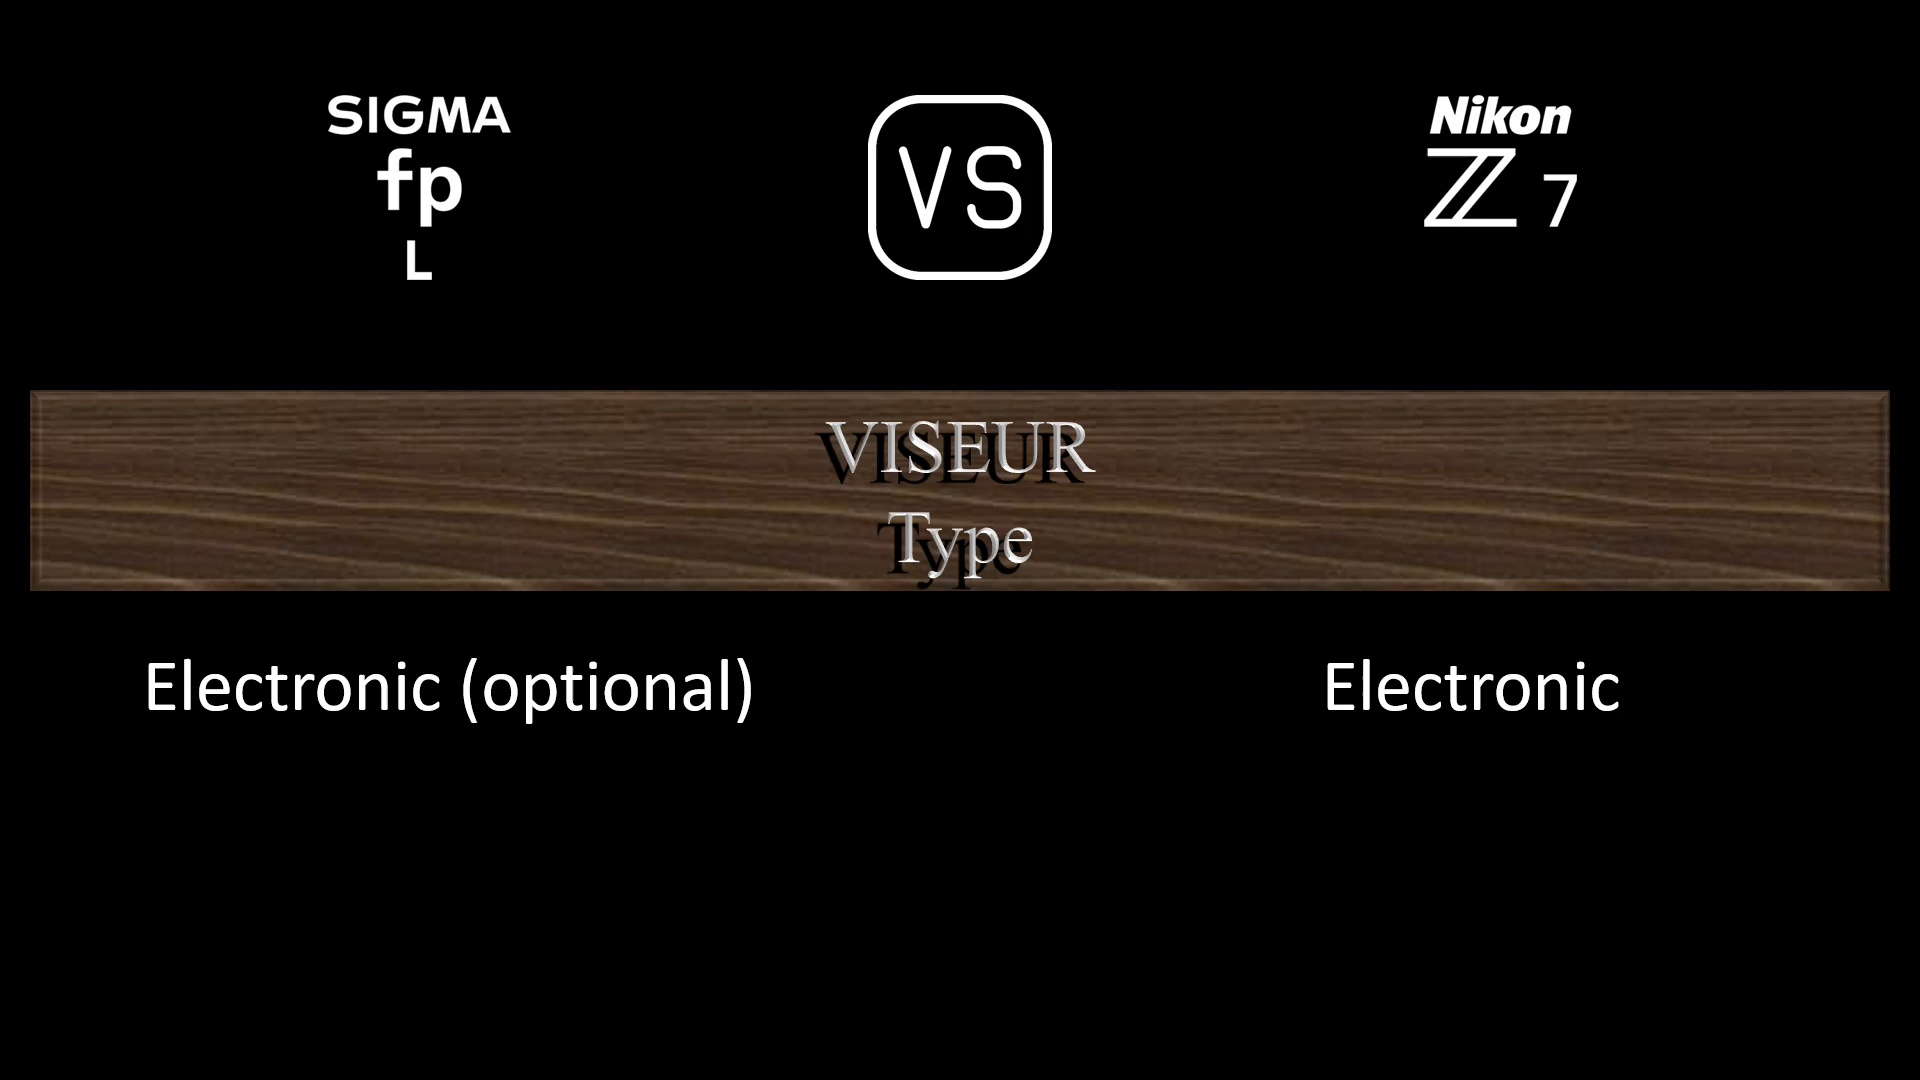 SIGMA
fp
L
VS
Nikon
Z 7
VISEUR
Type
Electronic (optional)
Electronic